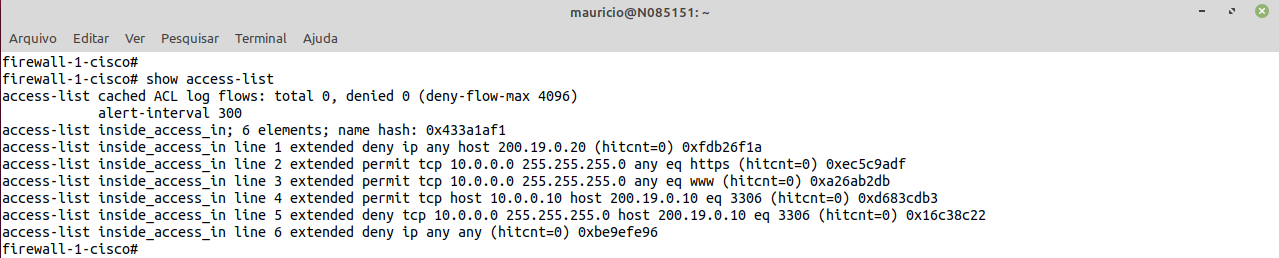 mauricio@N085151: ~
Arquivo Editar Ver Pesquisar Terminal Ajuda
firewall-1-cisco#
firewall-1-cisco# show access-list
access-list cached ACL log flows: total 0, denied 0 (deny-flow-max 4096)
            alert-interval 300
access-list inside_access_in; 6 elements; name hash: 0x433a1af1
access-list inside_access_in line 1 extended deny ip any host 200.19.0.20 (hitcnt=0) 0xfdb26f1a
access-list inside_access_in line 2 extended permit tcp 10.0.0.0 255.255.255.0 any eq https (hitcnt=0) 0xec5c9adf
access-list inside_access_in line 3 extended permit tcp 10.0.0.0 255.255.255.0 any eq www (hitcnt=0) 0xa26ab2db
access-list inside_access_in line 4 extended permit tcp host 10.0.0.10 host 200.19.0.10 eq 3306 (hitcnt=0) 0xd683cdb3
access-list inside_access_in line 5 extended deny tcp 10.0.0.0 255.255.255.0 host 200.19.0.10 eq 3306 (hitcnt=0) 0x16c38c22
access-list inside_access_in line 6 extended deny ip any any (hitcnt=0) 0xbe9efe96
firewall-1-cisco#